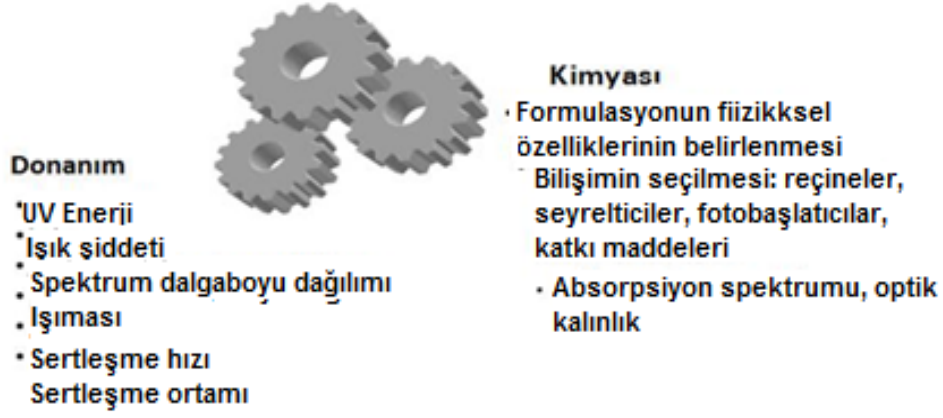 Donanım
• UV Enerji
• Işık şiddeti
• Spektrum dalgaboyu dağılımı
• Işıması
• Sertleşme hızı
Sertleşme ortamı
Kimyası
· Formulasyonun fiizikksel
özelliklerinin belirlenmesi
Bilişimin seçilmesi: reçineler,
seyrelticiler, fotobaşlatıcılar,
katkı maddeleri
· Absorpsiyon spektrumu, optik
kalınlık